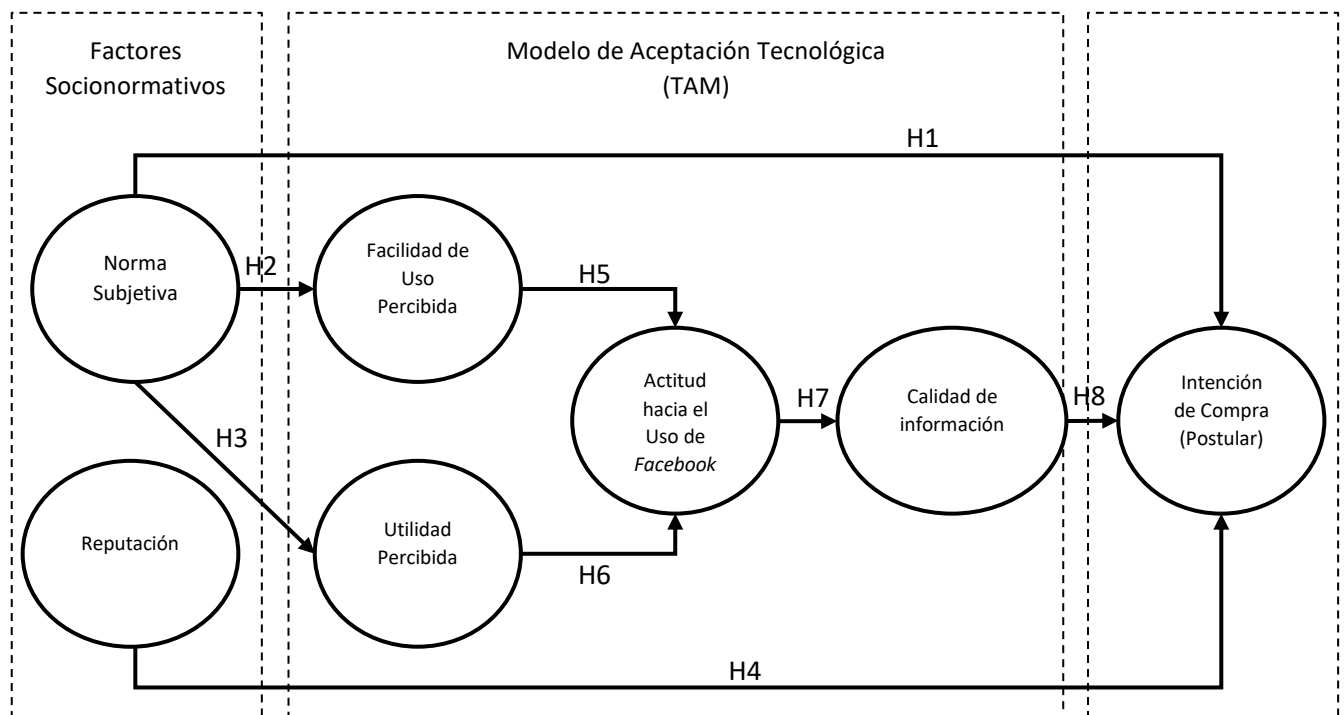 Factores
Socionormativos
Modelo de Aceptación Tecnológica
(TAM)
H1
Norma
Subjetiva
H2
Facilidad de
Uso
Percibida
H5
H3
Actitud
hacia el
Uso de
Facebook
H7
Calidad de
información
H8
Intención
de Compra
(Postular)
Reputación
Utilidad
Percibida
H6
H4